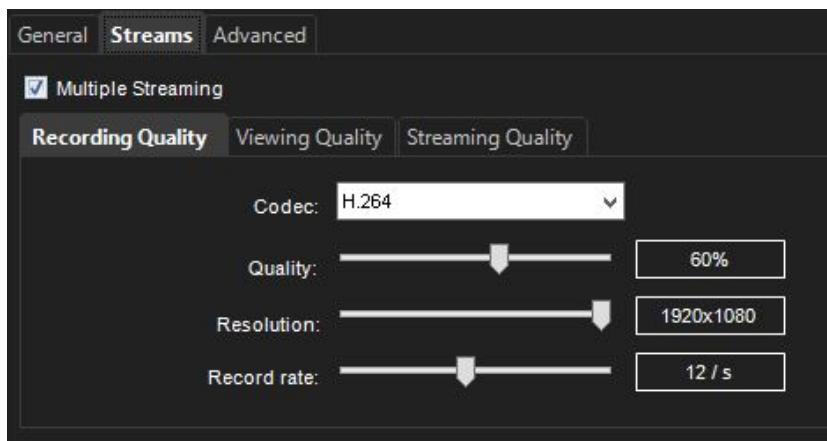 General Streams Advanced
Multiple Streaming
Recording Quality Viewing Quality Streaming Quality
Codec: H.264
Quality: 60%
Resolution: 1920x1080
Record rate: 12 / s